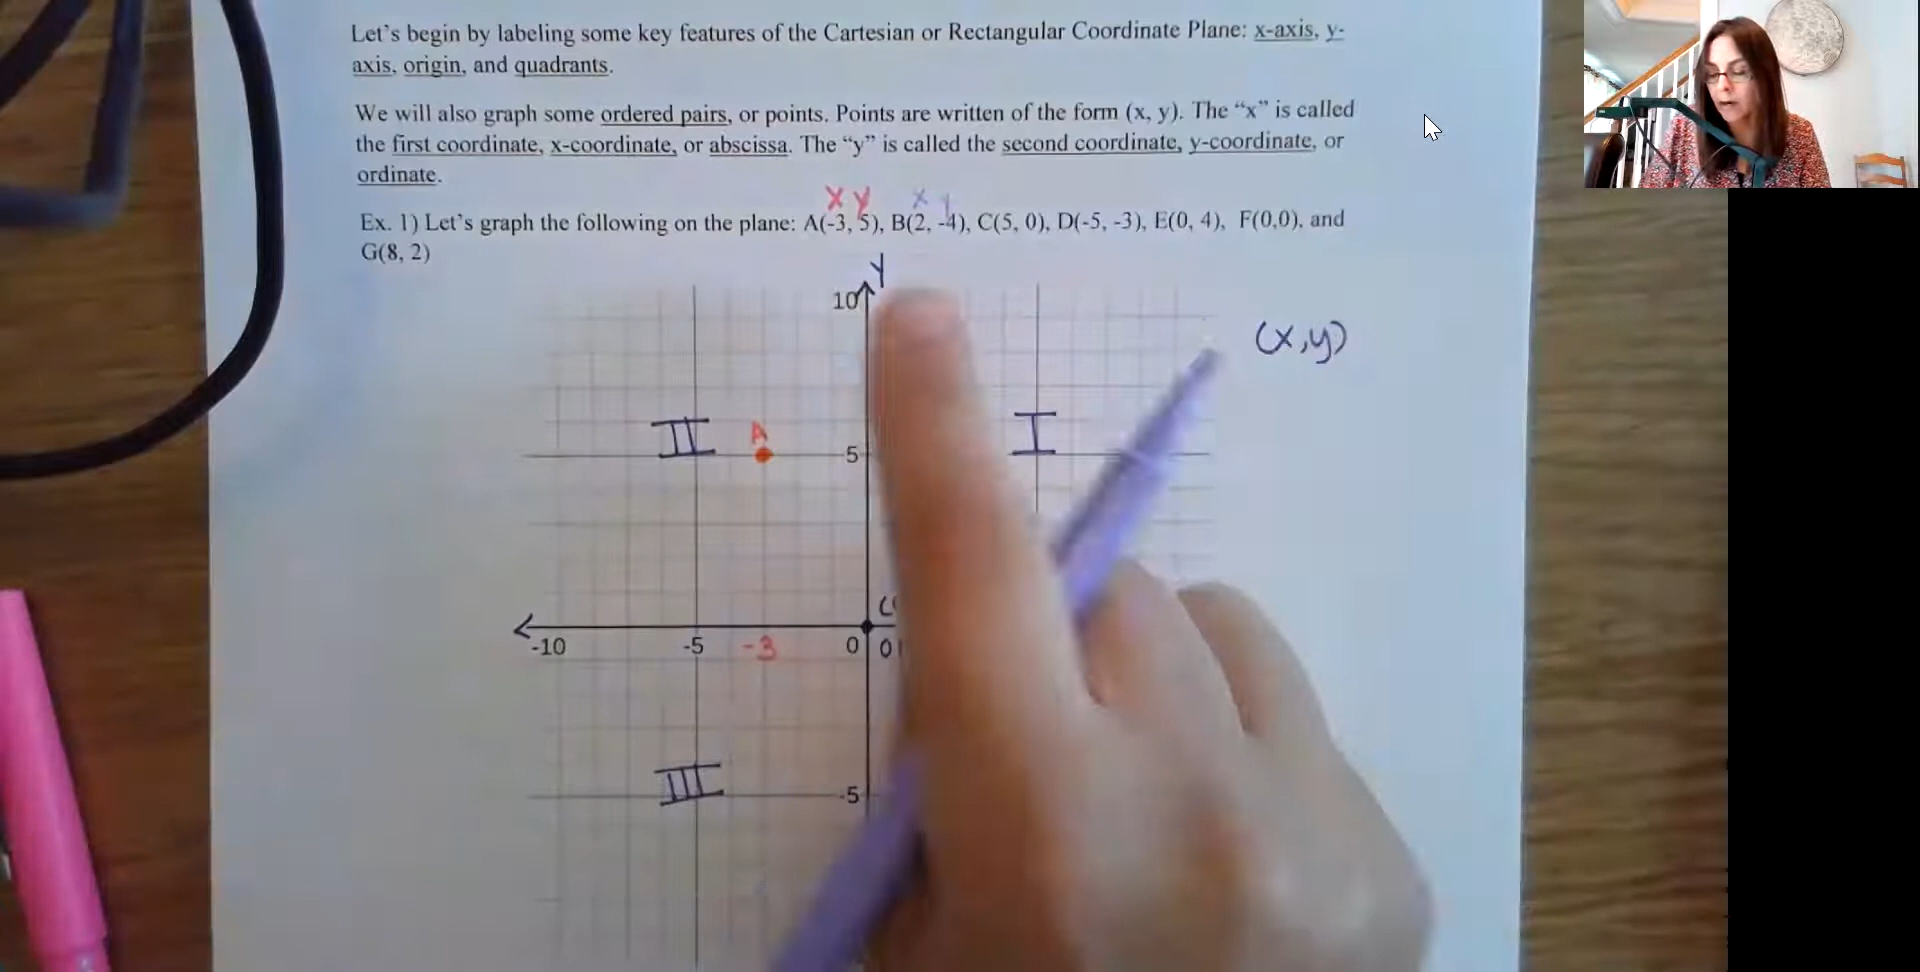 Let's begin by labeling some key features of the Cartesian or Rectangular Coordinate Plane: x-axis, y-
axis, origin, and quadrants.
We will also graph some ordered pairs, or points. Points are written of the form (x, y). The “x” is called
the first coordinate, x-coordinate, or abscissa. The “y” is called the second coordinate, y-coordinate, or
ordinate.
X Y X Y
Ex. 1) Let's graph the following on the plane: A(-3, 5), B(2, -4), C(5, 0), D(-5, -3), E(0, 4), F(0,0), and
G(8, 2)
Y
10
(x,y)
II A I
5
-10 -5 -3 0 0
III
-5